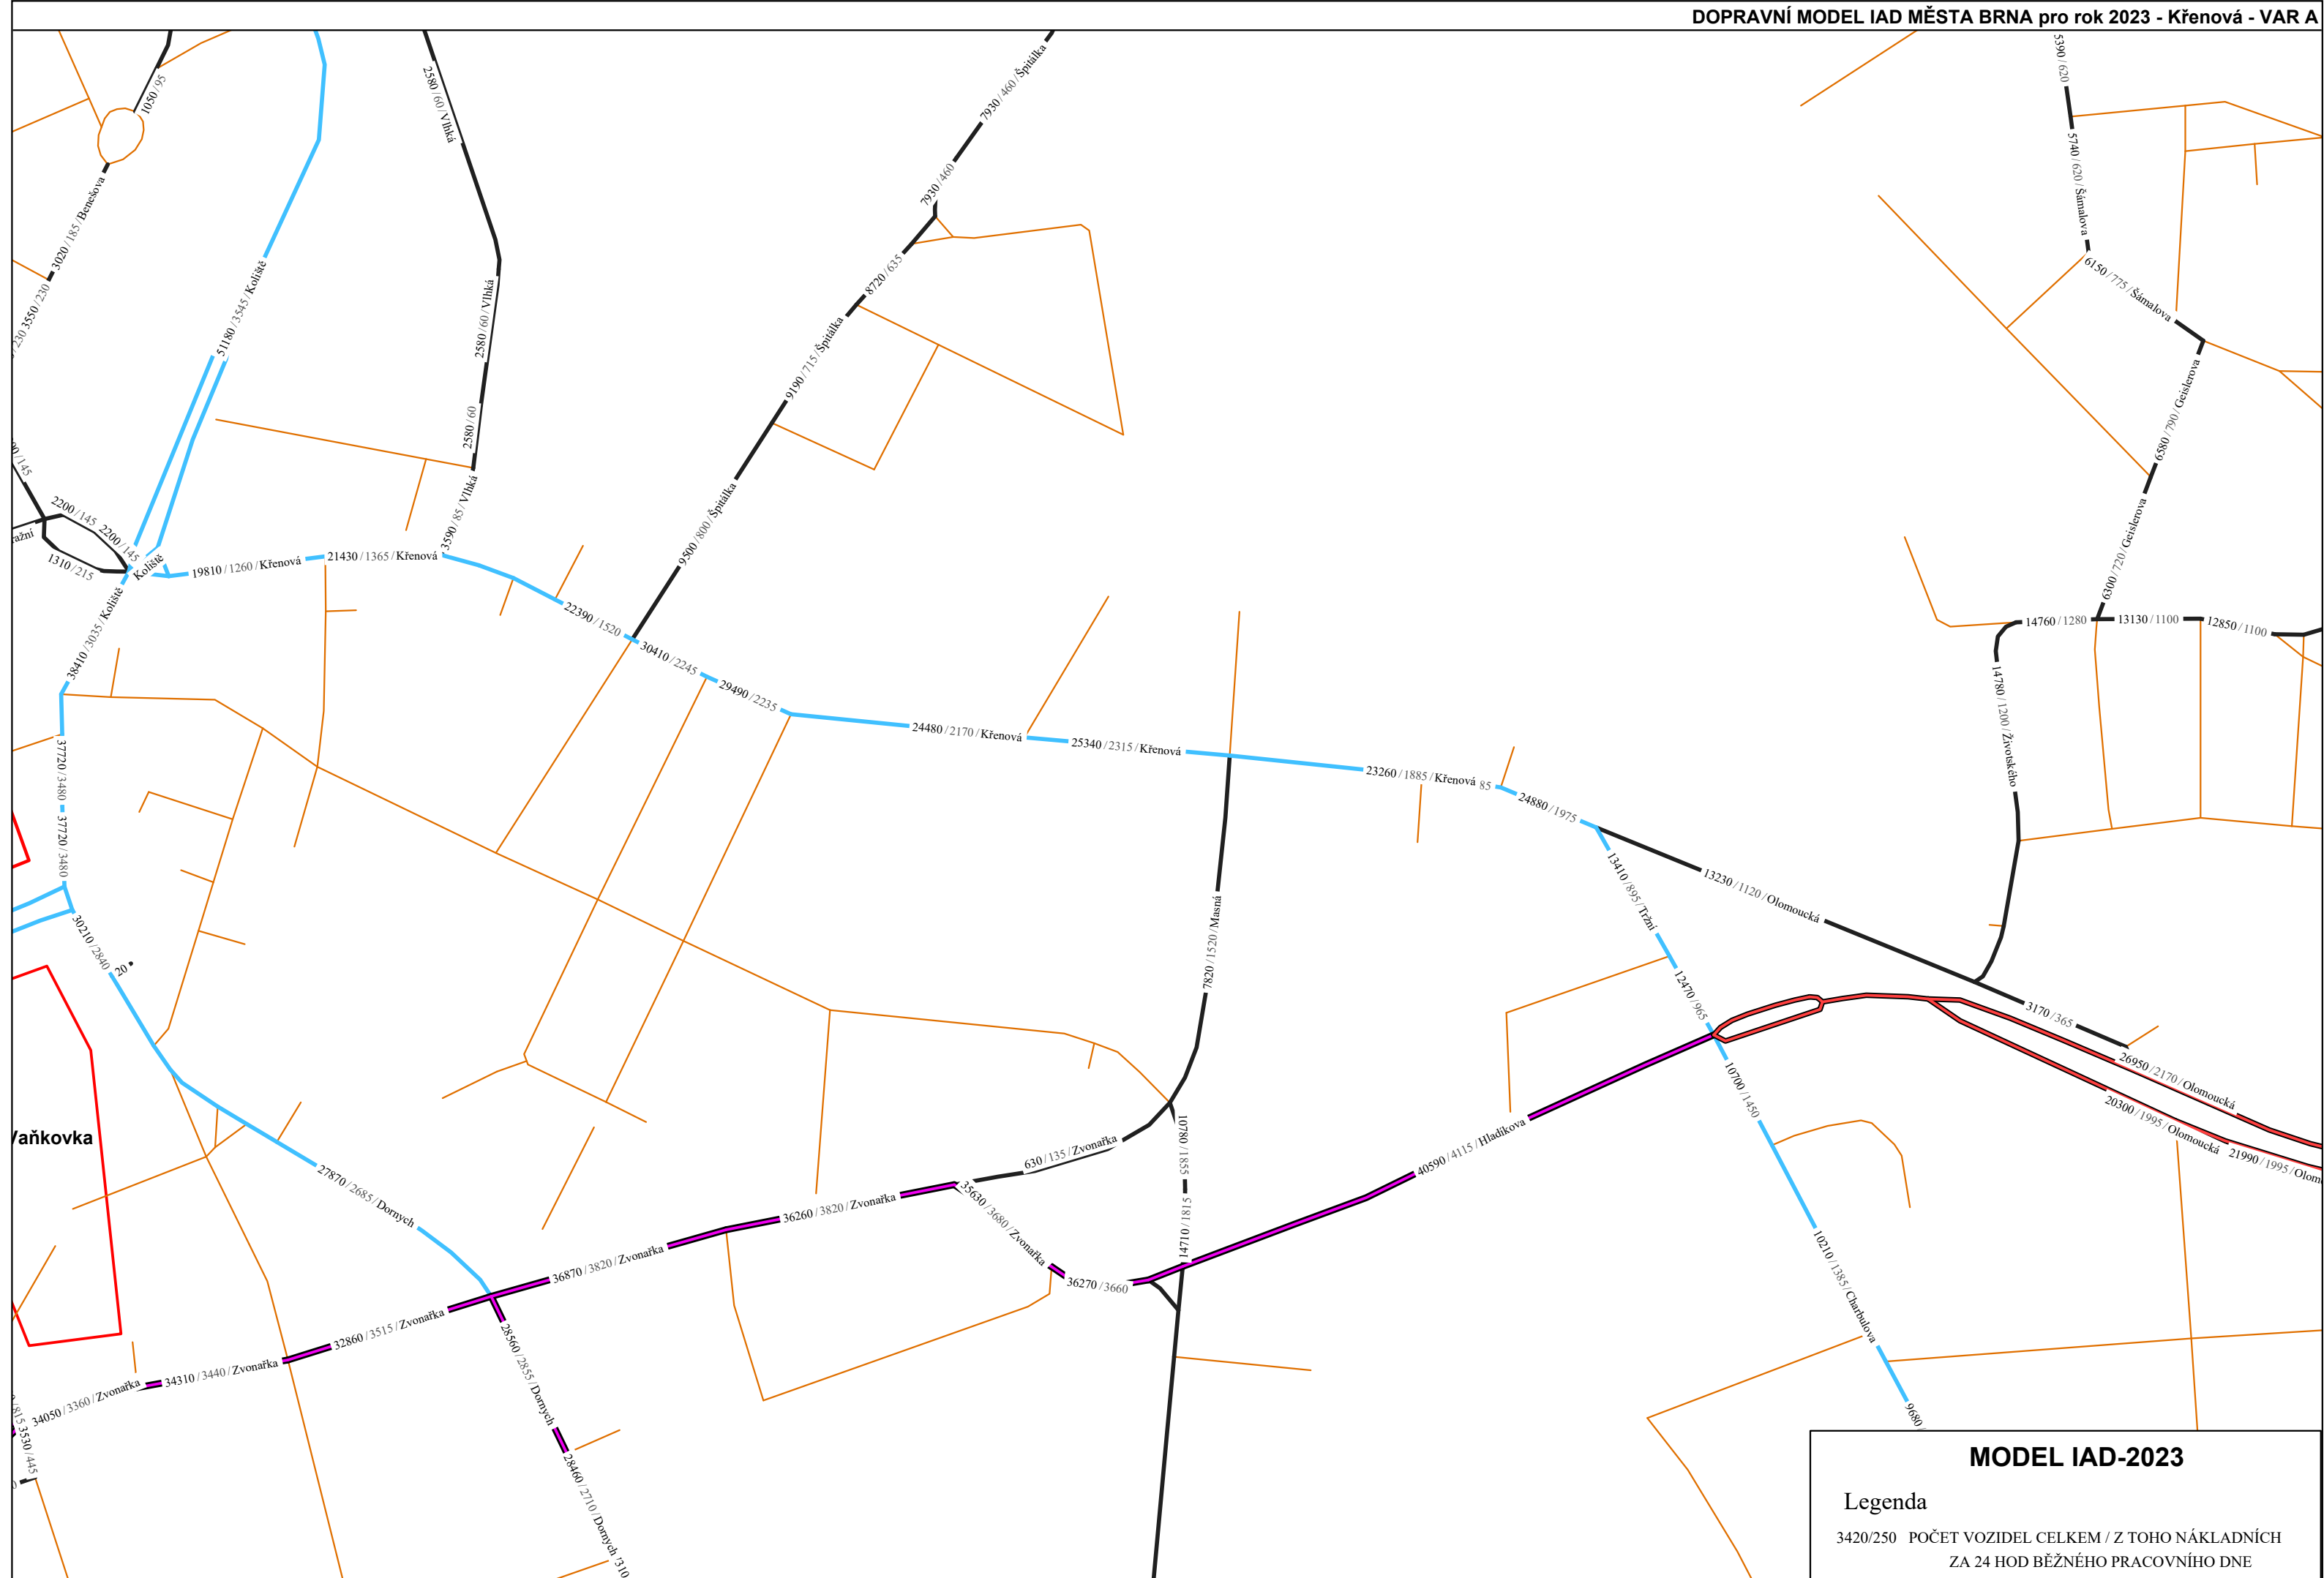 DOPRAVNÍ MODEL IAD MĚSTA BRNA pro rok 2023 - Křenová - VAR A
1050/95
2580/60/Vlhká
7930/460/Špitálka
5390/620
5740/620/Šámalova
7930/460
3020/185/Benešova
3550/230
/230
6150/775/Šámalova
51180/3545/Koliště
2580/60/Vlhká
8720/635
9190/715/Špitálka
6580/790/Geislerova
2580/60
/145
2200/145
2200/145
1310/215
Koliště
3590/85/Vlhká
9500/800/Špitálka
6300/720/Geislerova
19810/1260/Křenová
21430/1365/Křenová
22390/1520
30410/2245
29490/2235
14760/1280
13130/1100
12850/1100
38410/3035/Koliště
14780/1200/Životského
24480/2170/Křenová
25340/2315/Křenová
23260/1885/Křenová
85
24880/1975
37720/3480
37720/3480
13410/895/Tržní
13230/1120/Olomoucká
30210/2840
20
7820/1520/Masná
12470/965
3170/365
26950/2170/Olomoucká
20300/1995/Olomoucká
21990/1995/Olom
10700/1450
Vaňkovka
10780/1855
630/135/Zvonařka
40590/4115/Hladíkova
27870/2685/Dornych
36260/3820/Zvonařka
35630/3680/Zvonařka
14710/1815
36870/3820/Zvonařka
36270/3660
10210/1385/Charbulova
32860/3515/Zvonařka
28560/2855/Dornych
34310/3440/Zvonařka
34050/3360/Zvonařka
/815
3530/445
9680/
28460/2710/Dornych
MODEL IAD-2023
Legenda
3420/250 POČET VOZIDEL CELKEM / Z TOHO NÁKLADNÍCH
ZA 24 HOD BĚŽNÉHO PRACOVNÍHO DNE